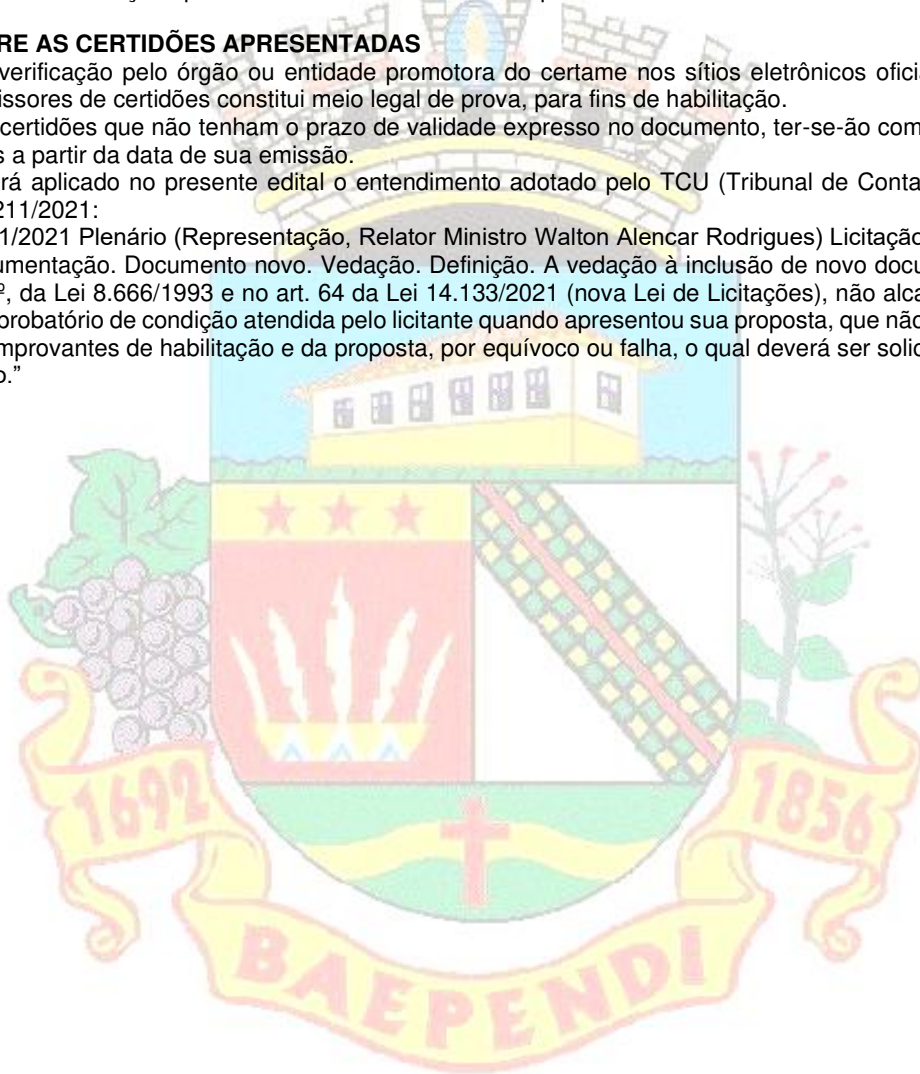 RE AS CERTIDÕES APRESENTADAS
verificação pelo órgão ou entidade promotora do certame nos sítios eletrônicos ofici
issores de certidões constitui meio legal de prova, para fins de habilitação.
certidões que não tenham o prazo de validade expresso no documento, ter-se-ão com
s a partir da data de sua emissão.
rá aplicado no presente edital o entendimento adotado pelo TCU (Tribunal de Conta
211/2021:
1/2021 Plenário (Representação, Relator Ministro Walton Alencar Rodrigues) Licitação
umentação. Documento novo. Vedação. Definição. A vedação à inclusão de novo docu
º, da Lei 8.666/1993 e no art. 64 da Lei 14.133/2021 (nova Lei de Licitações), não alca
probatório de condição atendida pelo licitante quando apresentou sua proposta, que não
mprovantes de habilitação e da proposta, por equívoco ou falha, o qual deverá ser solic
o.”
1692
1856
BAEPENDI